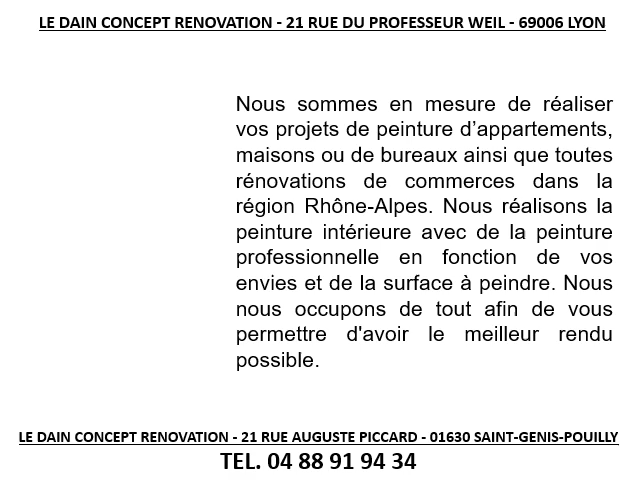 LE DAIN CONCEPT RENOVATION - 21 RUE DU PROFESSEUR WEIL - 69006 LYON
Nous sommes en mesure de réaliser
vos projets de peinture d’appartements,
maisons ou de bureaux ainsi que toutes
rénovations de commerces dans la
région Rhône-Alpes. Nous réalisons la
peinture intérieure avec de la peinture
professionnelle en fonction de vos
envies et de la surface à peindre. Nous
nous occupons de tout afin de vous
permettre d'avoir le meilleur rendu
possible.
LE DAIN CONCEPT RENOVATION - 21 RUE AUGUSTE PICCARD - 01630 SAINT-GENIS-POUILLY
TEL. 04 88 91 94 34